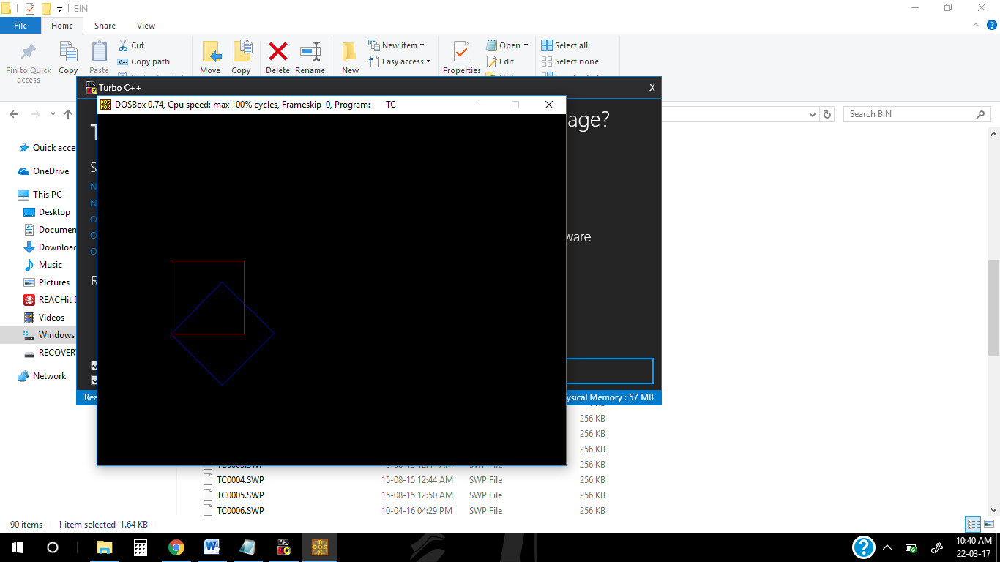 BIN
File Home Share View
Pin to Quick access
Copy
Paste
Cut
Copy path
Move
Copy
Delete
Rename
New
New item
Easy access
Properties
Open
Edit
Select all
Select none
Turbo C++ X
DOSBox 0.74, Cpu speed: max 100% cycles, Frameskip 0, Program: TC
age?
Search BIN
Quick acce
OneDrive
This PC
Desktop
Documen
Download
Music
Pictures
REACHit D
Videos
Windows
RECOVER
Network
T
S
N
N
O
O
O
R
ware
Rea
ysical Memory : 57 MB
256 KB
256 KB
256 KB
256 KB
TC0004.SWP 15-08-15 12:44 AM SWP File 256 KB
TC0005.SWP 15-08-15 12:50 AM SWP File 256 KB
TC0006.SWP 10-04-16 04:29 PM SWP File 256 KB
90 items 1 item selected 1.64 KB
10:40 AM
22-03-17